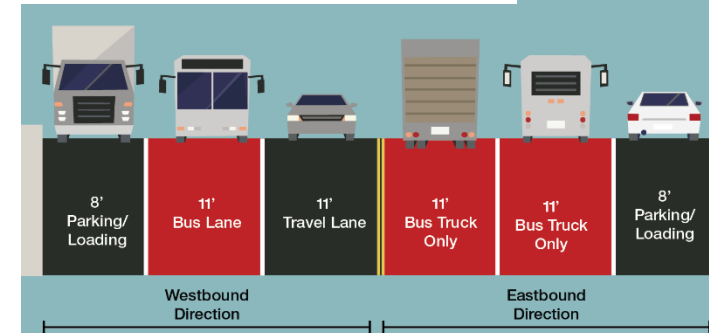 8’
Parking/
Loading
11’
Bus Lane
11’
Travel Lane
11’
Bus Truck
Only
11’
Bus Truck
Only
8’
Parking/
Loading
Westbound
Direction
Eastbound
Direction